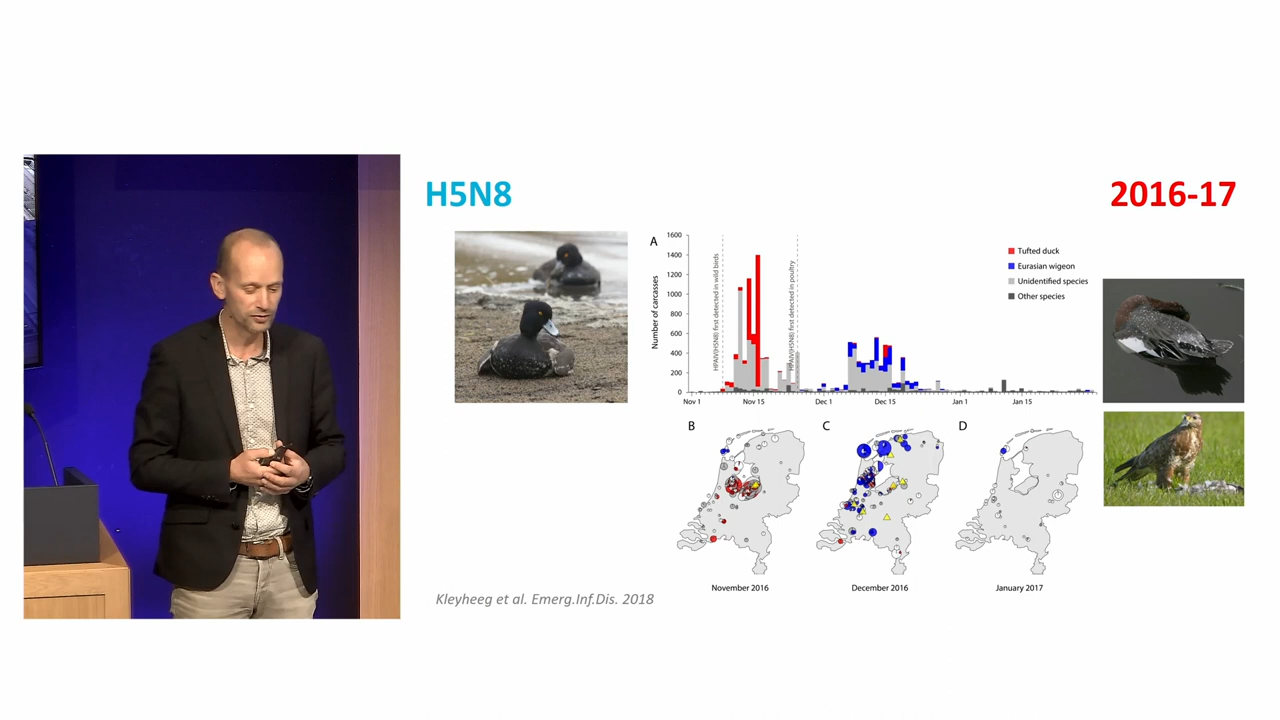 H5N8
2016-17
A
1600
1400
1200
1000
800
600
400
200
0
Number of carcasses
HPAIV(H5N8) first detected in wild birds
HPAIV(H5N8) first detected in poultry
Tufted duck
Eurasian wigeon
Unidentified species
Other species
Nov 1
Nov 15
Dec 1
Dec 15
Jan 1
Jan 15
B
C
D
November 2016
December 2016
January 2017
Kleyheeg et al. Emerg.Inf.Dis. 2018